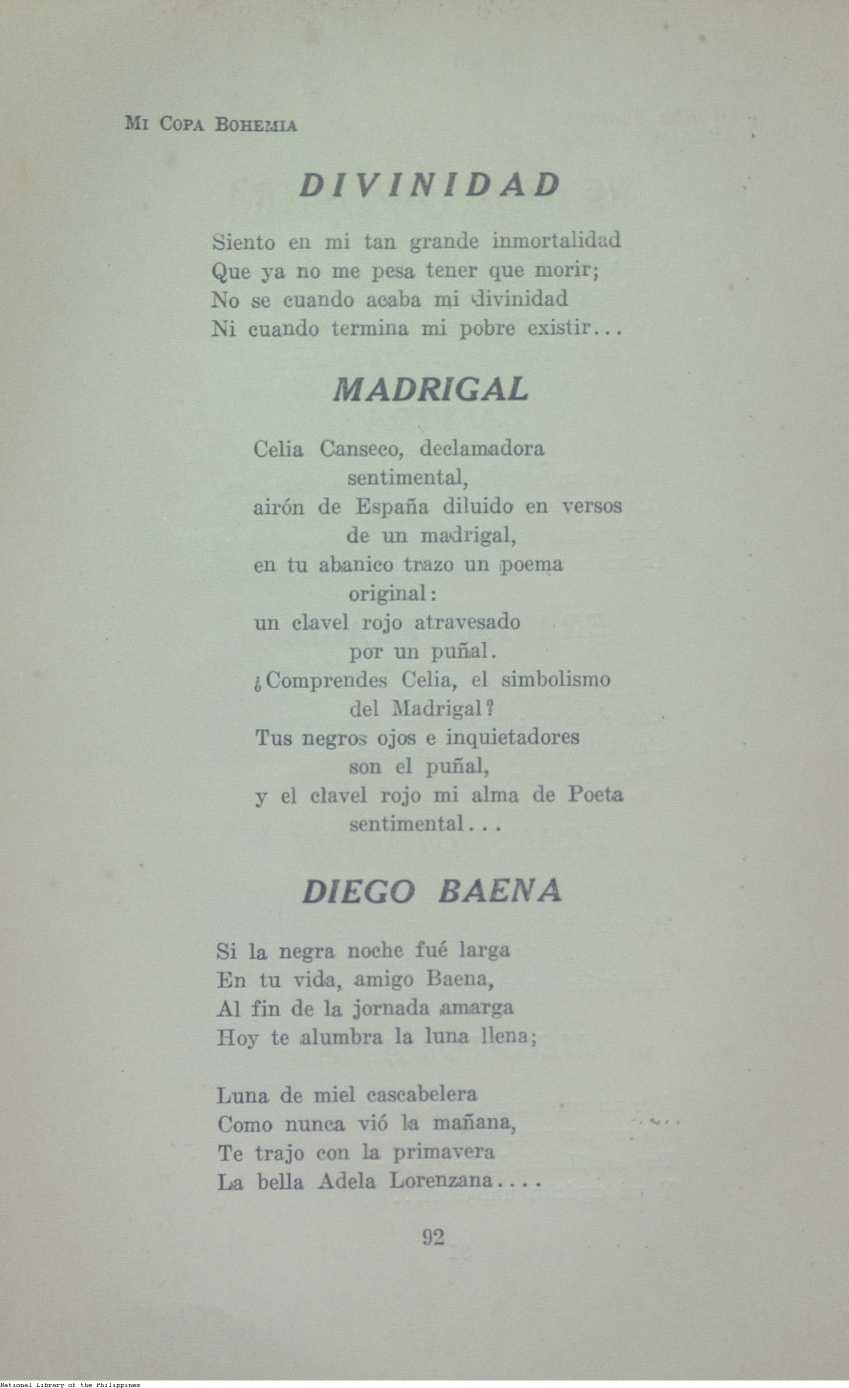 Mi Copa Bohemia
DIVINIDAD
Siento en mi tan grande inmortalidad
Que ya no me pesa tener que morir;
No se cuando acaba mi divinidad
Ni cuando termina mi pobre existir...
MADRIGAL
Celia Canseco, declamadora
sentimental,
airón de España diluido en versos
de un madrigal,
en tu abanico trazo un poema
original:
un clavel rojo atravesado
por un puñal.
¿Comprendes Celia, el simbolismo
del Madrigal?
Tus negros ojos e inquietadores
son el puñal,
y el clavel rojo mi alma de Poeta
sentimental...
DIEGO BAENA
Si la negra noche fué larga
En tu vida, amigo Baena,
Al fin de la jornada amarga
Hoy te alumbra la luna llena;
Luna de miel cascabelera
Como nunca vió la mañana,
Te trajo con la primavera
La bella Adela Lorenzana....
92
National Library of the Philippines